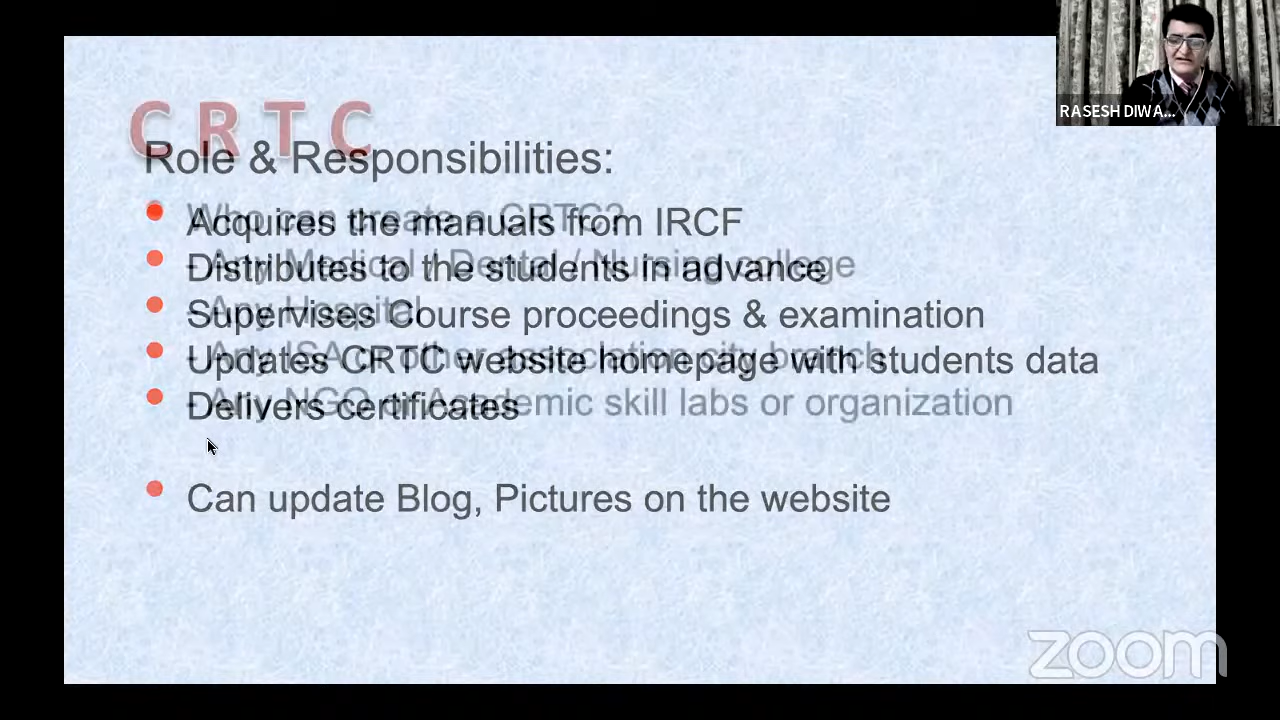 RASESH DIWA...
C R T C
Role & Responsibilities:
Who can create a CRTC?
Acquires the manuals from IRCF
- Any Medical / Dental / Nursing college
Distributes to the students in advance
- Any Hospital
Supervises Course proceedings & examination
- Any ISA or other association city branch
Updates CRTC website homepage with students data
- Any NGO or Academic skill labs or organization
Delivers certificates
Can update Blog, Pictures on the website
zoom